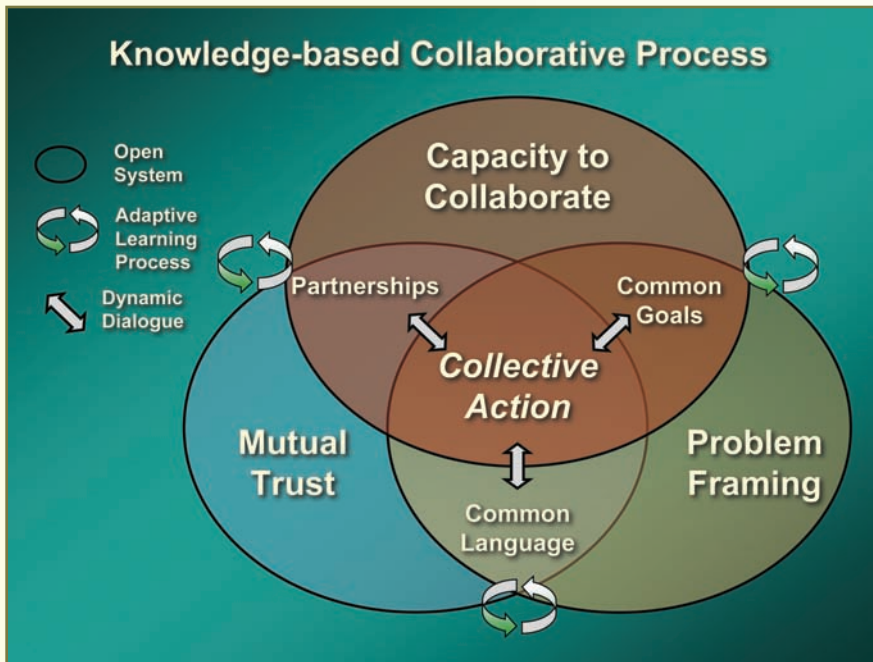 Knowledge-based Collaborative Process
Open
System
Adaptive
Learning
Process
Dynamic
Dialogue
Capacity to
Collaborate
Partnerships
Common
Goals
Collective
Action
Mutual
Trust
Problem
Framing
Common
Language